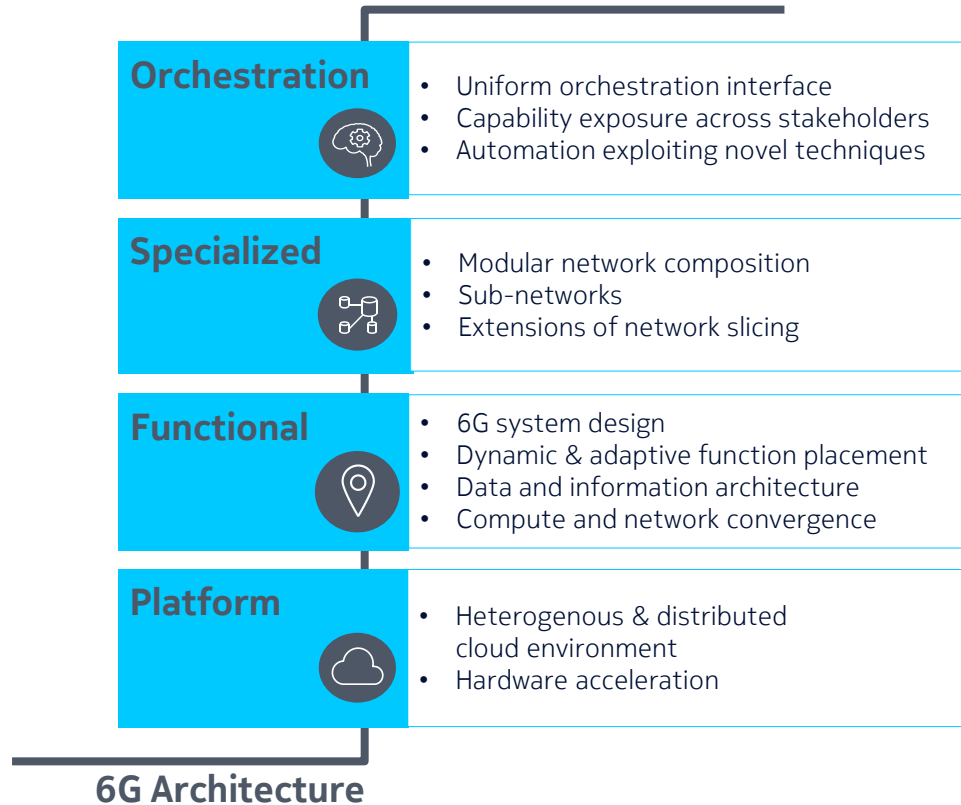 Orchestration
• Uniform orchestration interface
• Capability exposure across stakeholders
• Automation exploiting novel techniques
Specialized
• Modular network composition
• Sub-networks
• Extensions of network slicing
Functional
• 6G system design
• Dynamic & adaptive function placement
• Data and information architecture
• Compute and network convergence
Platform
• Heterogenous & distributed
cloud environment
• Hardware acceleration
6G Architecture